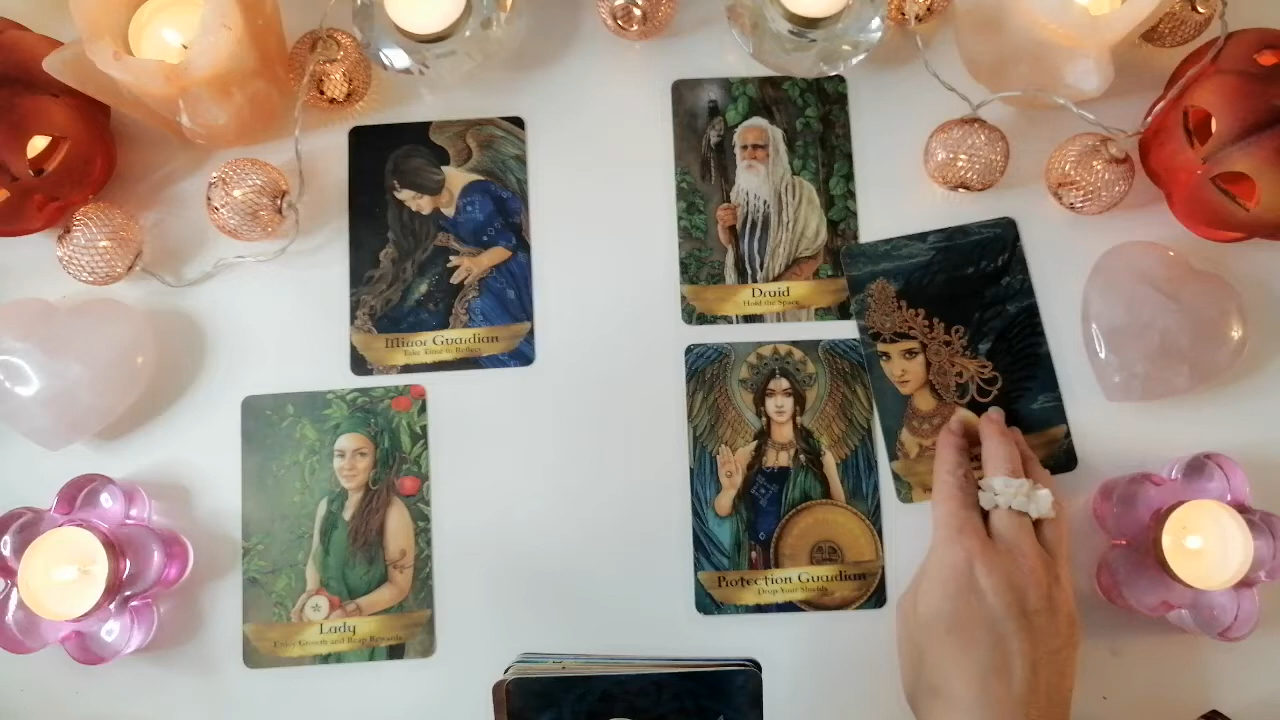 Mirror Guardian
Take Time to Reflect
Druid
Hold the Space
Lady
Enjoy Growth and Reap Rewards
Protection Guardian
Drop Your Shields